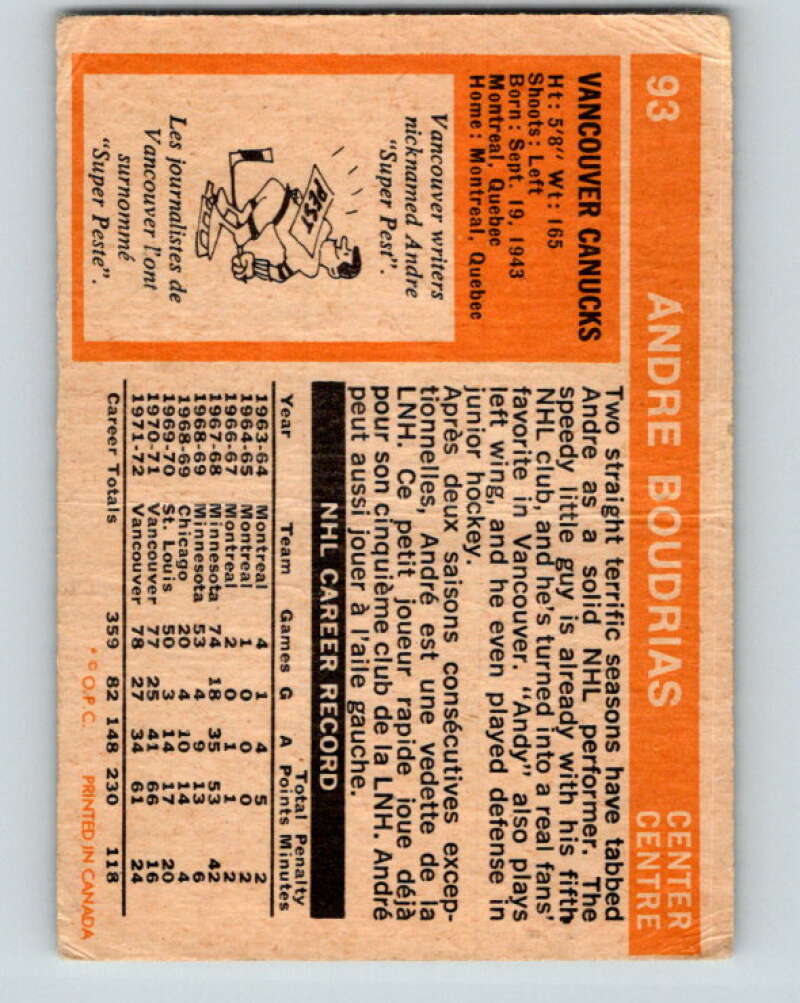 93
ANDRE BOUDRIAS
CENTER
CENTRE
VANCOUVER CANUCKS
Ht: 5'8" Wt: 165
Shoots: Left
Born: Sept. 19, 1943
Montreal, Quebec
Home: Montreal, Quebec
Vancouver writers
nicknamed Andre
"Super Pest".
PEST
Les journalistes de
Vancouver l'ont
surnommé
"Super Peste".
Two straight terrific seasons have tabbed
Andre as a solid NHL performer. The
speedy little guy is already with his fifth
NHL club, and he's turned into a real fans'
favorite in Vancouver. "Andy" also plays
left wing, and he even played defense in
junior hockey.
Après deux saisons consécutives excep-
tionnelles, André est une vedette de la
LNH. Ce petit joueur rapide joue déjà
pour son cinquième club de la LNH. André
peut aussi jouer à l'aile gauche.
NHL CAREER RECORD
Total Penalty
Year Team Games G A Points Minutes
1963-64 Montreal 4 1 4 5 2
1964-65 Montreal 1 0 0 0 2
1966-67 Montreal 2 0 1 1 2
1967-68 Minnesota 74 18 35 53 42
1968-69 Minnesota 53 4 9 13 6
1968-69 Chicago 20 4 10 14 4
1969-70 St. Louis 50 3 14 17 20
1970-71 Vancouver 77 25 41 66 16
1971-72 Vancouver 78 27 34 61 24
Career Totals 359 82 148 230 118
* © O.P.C. PRINTED IN CANADA